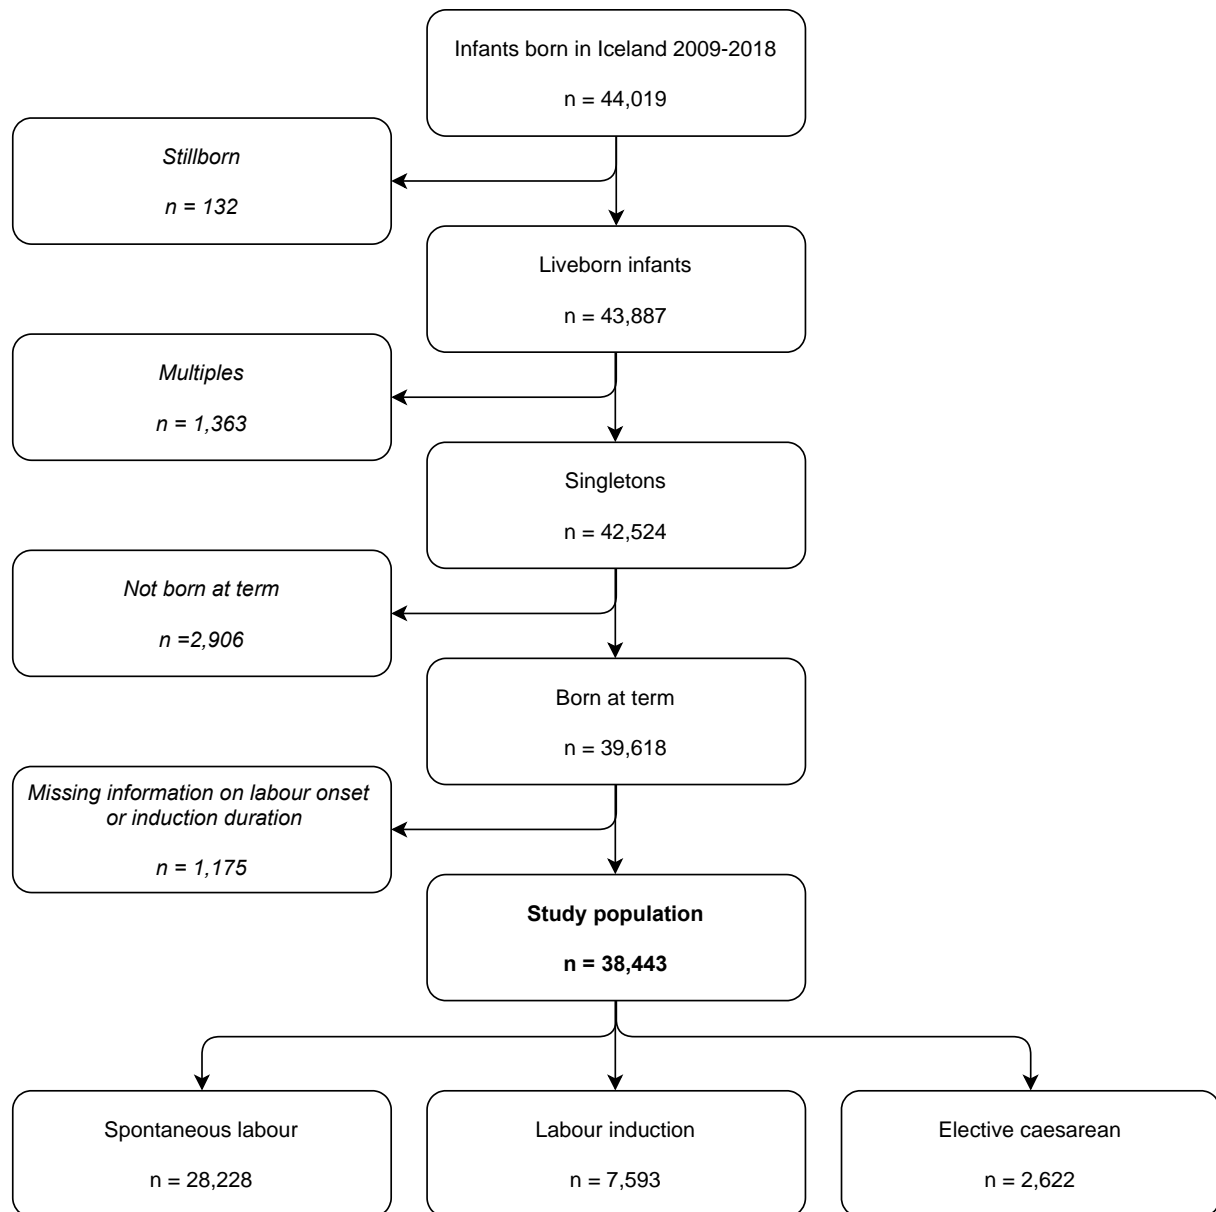 Infants born in Iceland 2009-2018
n = 44,019
Stillborn
n = 132
Liveborn infants
n = 43,887
Multiples
n = 1,363
Singletons
n = 42,524
Not born at term
n =2,906
Born at term
n = 39,618
Missing information on labour onset
or induction duration
n = 1,175
Study population
n = 38,443
Spontaneous labour
n = 28,228
Labour induction
n = 7,593
Elective caesarean
n = 2,622